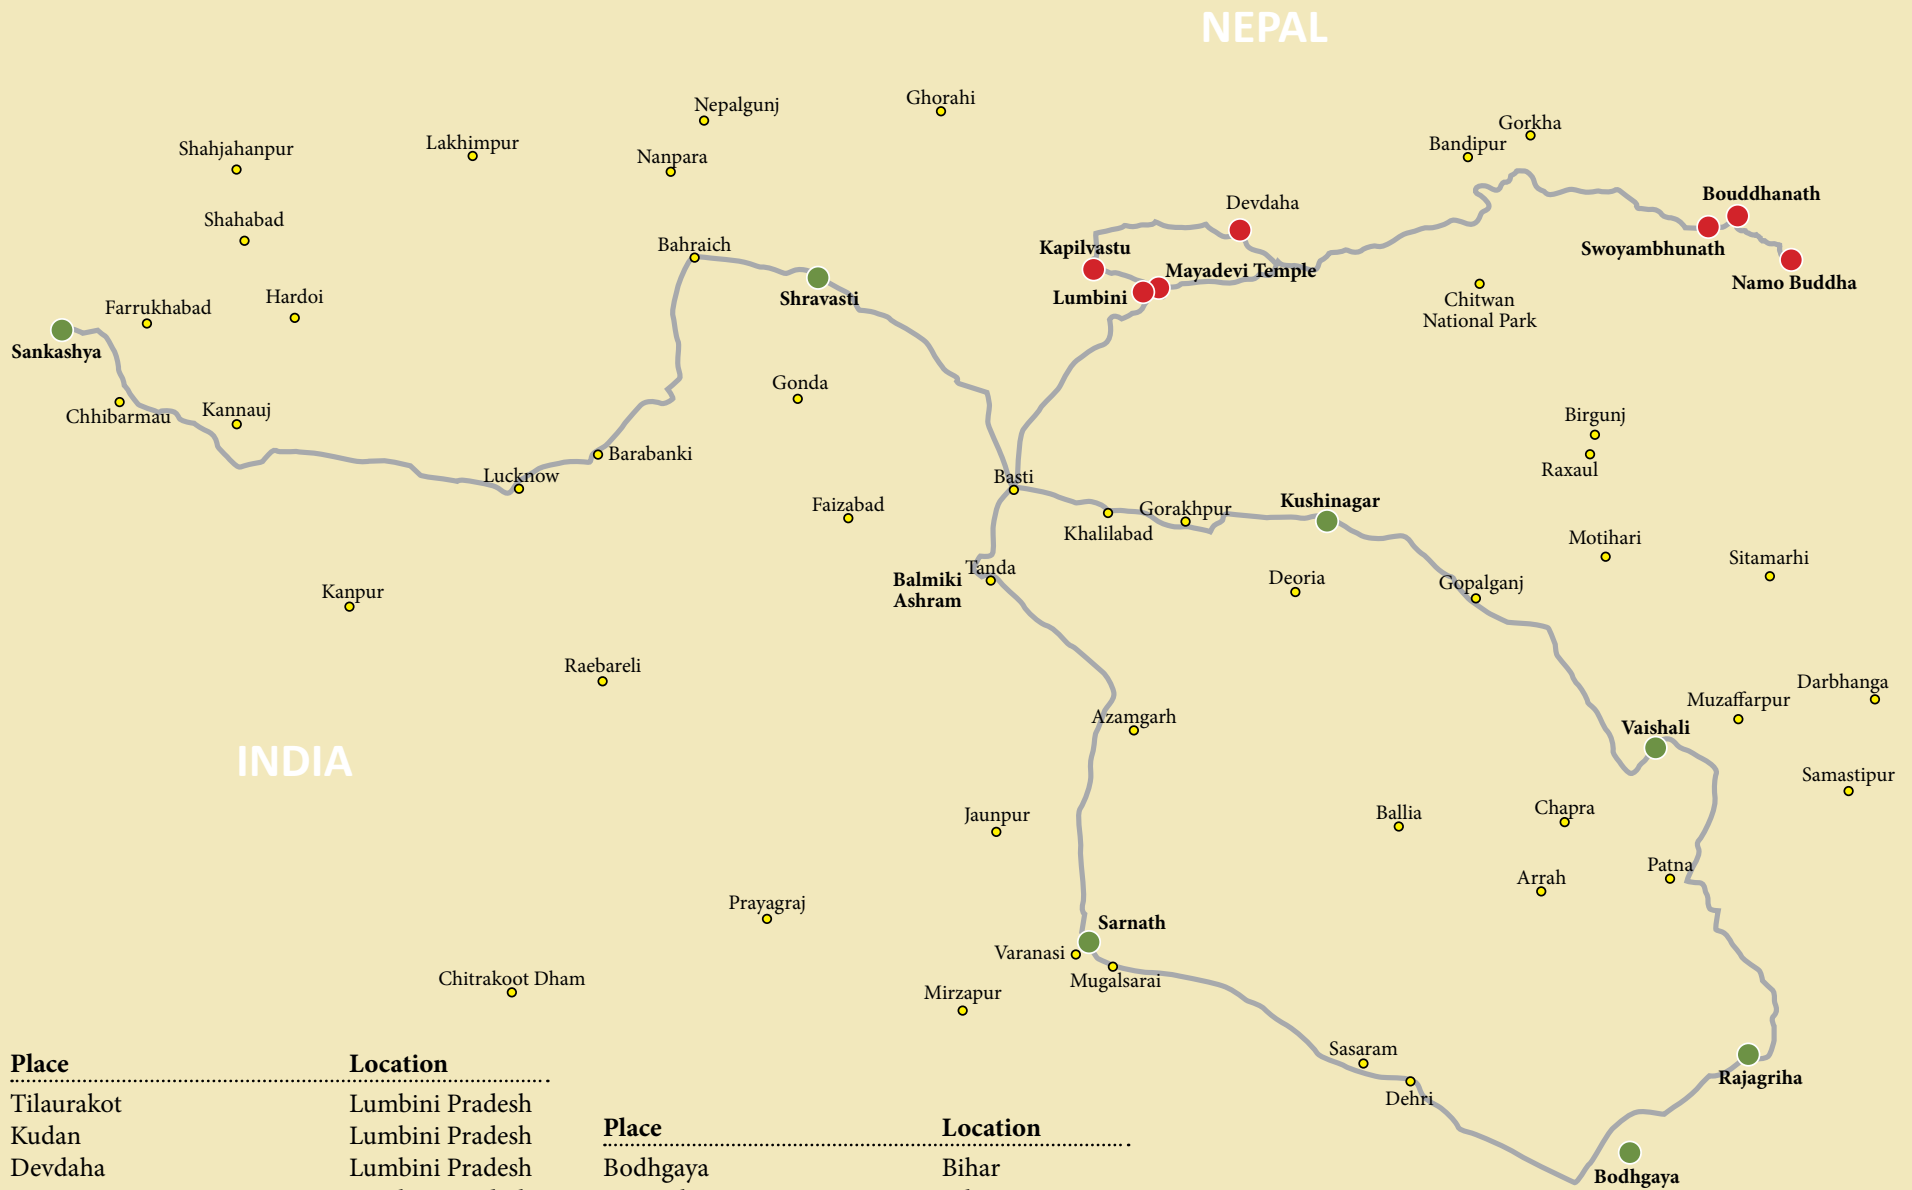 NEPAL
Ghorahi
Nepalgunj
Gorkha
Shahjahanpur
Lakhimpur
Nanpara
Bandipur
Bouddhanath
Shahabad
Devdaha
Bahraich
Kapilvastu
Swoyambhunath
Mayadevi Temple
Namo Buddha
Farrukhabad
Hardoi
Shravasti
Lumbini
Chitwan
National Park
Sankashya
Gonda
Chhibarmau
Kannauj
Birgunj
Barabanki
Raxaul
Lucknow
Basti
Faizabad
Kushinagar
Gorakhpur
Khalilabad
Motihari
Sitamarhi
Tanda
Balmiki
Ashram
Deoria
Gopalganj
Kanpur
Raebareli
Darbhanga
Muzaffarpur
Azamgarh
Vaishali
INDIA
Samastipur
Jaunpur
Ballia
Chapra
Patna
Arrah
Prayagraj
Sarnath
Varanasi
Mugalsarai
Chitrakoot Dham
Mirzapur
Sasaram
Rajagriha
Dehri
Bodhgaya
Place Location
Tilaurakot Lumbini Pradesh
Kudan Lumbini Pradesh
Devdaha Lumbini Pradesh
Place Location
Bodhgaya Bihar